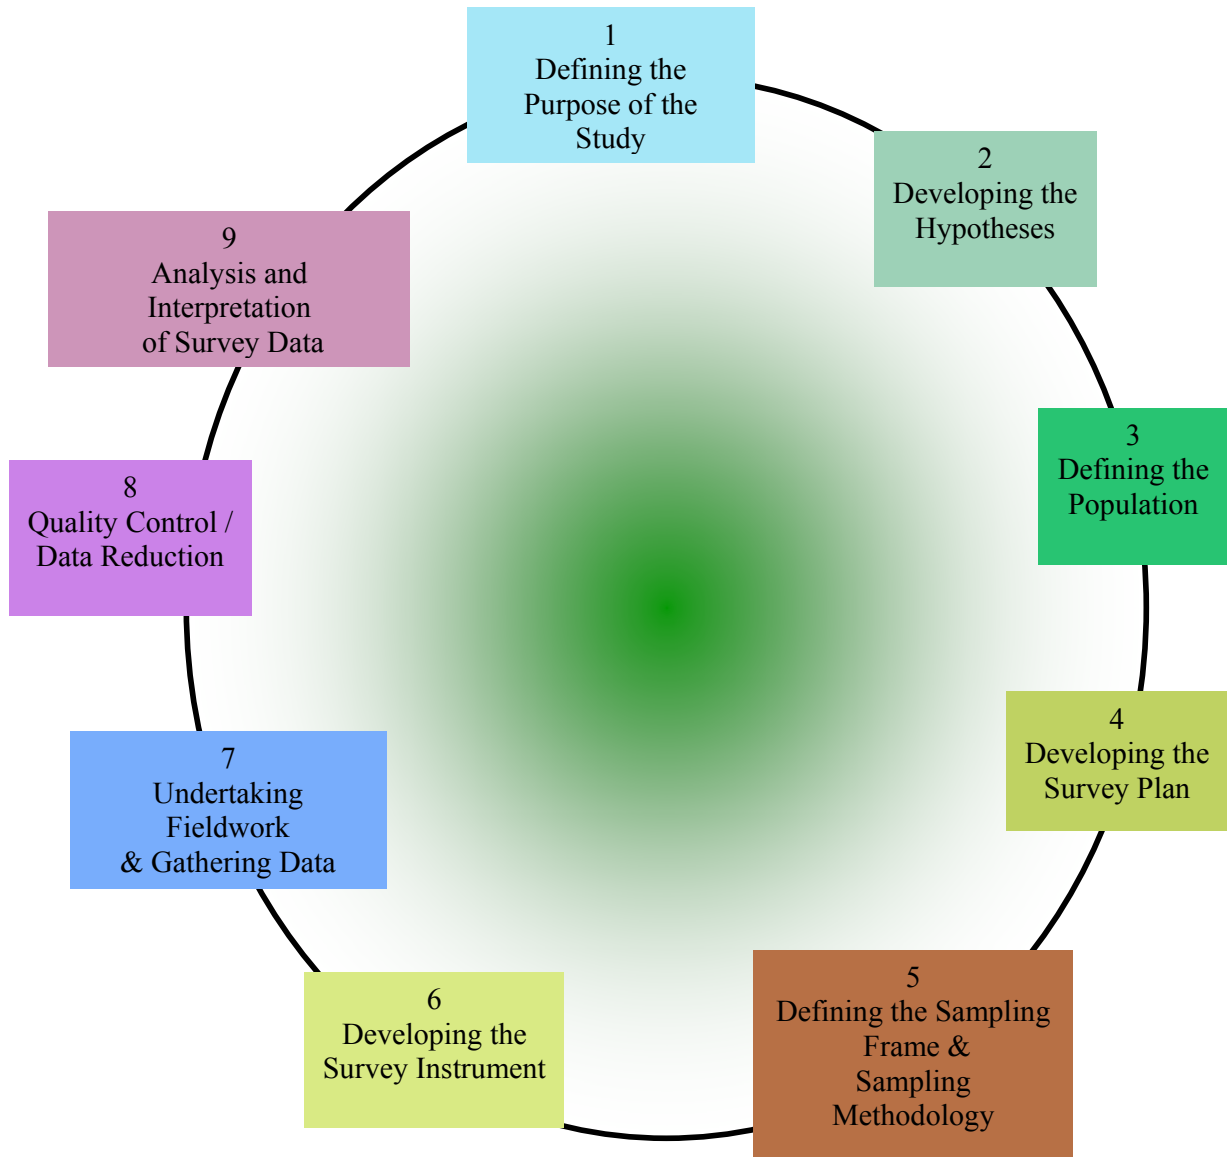 1
Defining the
Purpose of the
Study
2
Developing the
Hypotheses
3
Defining the
Population
4
Developing the
Survey Plan
5
Defining the Sampling
Frame &
Sampling
Methodology
6
Developing the
Survey Instrument
7
Undertaking
Fieldwork
& Gathering Data
8
Quality Control /
Data Reduction
9
Analysis and
Interpretation
of Survey Data